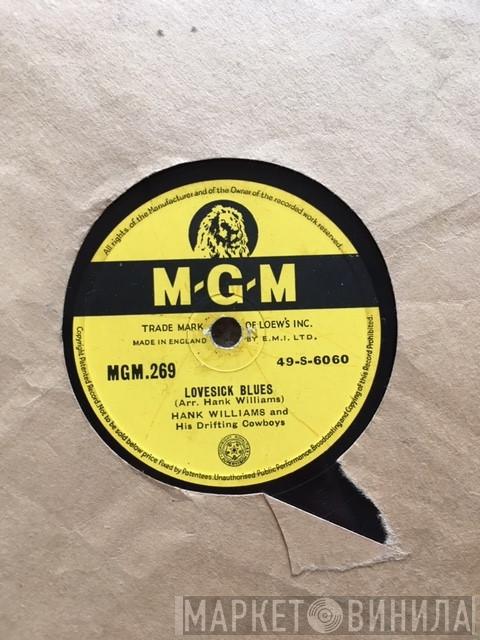 All rights of the Manufacturer and of the Owner of the recorded work reserved.
M-G-M
TRADE MARK OF LOEW'S INC.
MADE IN ENGLAND BY E.M.I. LTD.
MGM.269 49-S-6060
LOVESICK BLUES
(Arr. Hank Williams)
HANK WILLIAMS and
His Drifting Cowboys
Copyright Patented Record. Not to be sold below price fixed by Patentees. Unauthorised Public Performance, Broadcasting and Copying of this Record Prohibited.
МАРКЕТ ВИНИЛА